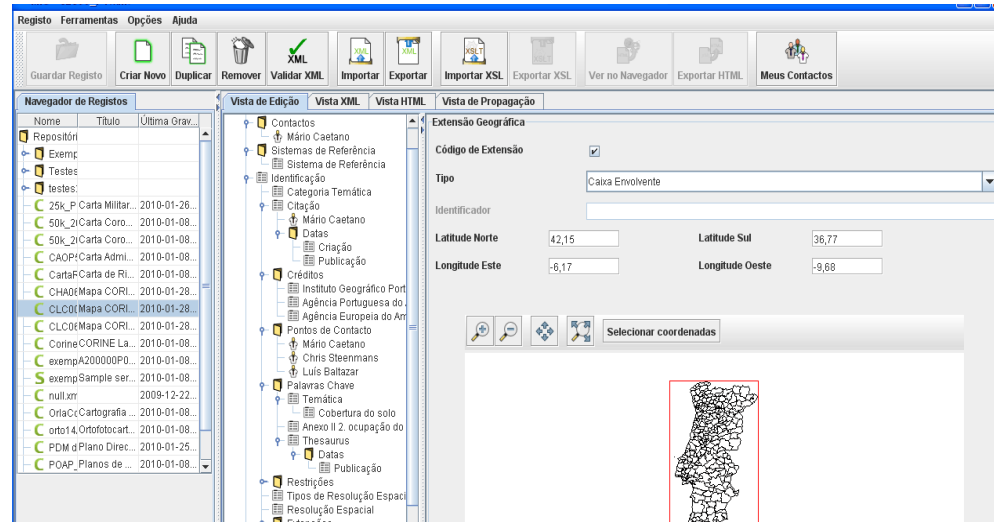 Registo Ferramentas Opções Ajuda
Guardar Registo Criar Novo Duplicar Remover Validar XML Importar Exportar Importar XSL Exportar XSL Ver no Navegador Exportar HTML Meus Contactos
Navegador de Registos
Nome Título Última Grav...
Repositóri
Exemp
Testes
testes
25k_P Carta Militar... 2010-01-26...
50k_2 Carta Coro... 2010-01-08...
50k_2 Carta Coro... 2010-01-08...
CAOP Carta Admi... 2010-01-08...
CartaF Carta de Ri... 2010-01-08...
CHA06 Mapa CORI... 2010-01-28...
CLC00 Mapa CORI... 2010-01-28...
CLC06 Mapa CORI... 2010-01-28...
Corine CORINE La... 2010-01-08...
exemp A200000P0... 2010-01-08...
exemp Sample ser... 2010-01-08...
null.xm 2009-12-22...
OrlaCo Cartografia ... 2010-01-08...
orto14. Ortofotocart... 2010-01-08...
PDM d Plano Direc... 2010-01-25...
POAP_ Planos de ... 2010-01-08...
Vista de Edição Vista XML Vista HTML Vista de Propagação
Contactos
Mário Caetano
Sistemas de Referência
Sistema de Referência
Identificação
Categoria Temática
Citação
Mário Caetano
Datas
Criação
Publicação
Créditos
Instituto Geográfico Port
Agência Portuguesa do
Agência Europeia do Am
Pontos de Contacto
Mário Caetano
Chris Steenmans
Luís Baltazar
Palavras Chave
Temática
Cobertura do solo
Anexo II 2. ocupação do
Thesaurus
Datas
Publicação
Restrições
Tipos de Resolução Espaci
Resolução Espacial
Extensão Geográfica
Código de Extensão
Tipo Caixa Envolvente
Identificador
Latitude Norte 42,15 Latitude Sul 36,77
Longitude Este -6,17 Longitude Oeste -9,68
Selecionar coordenadas